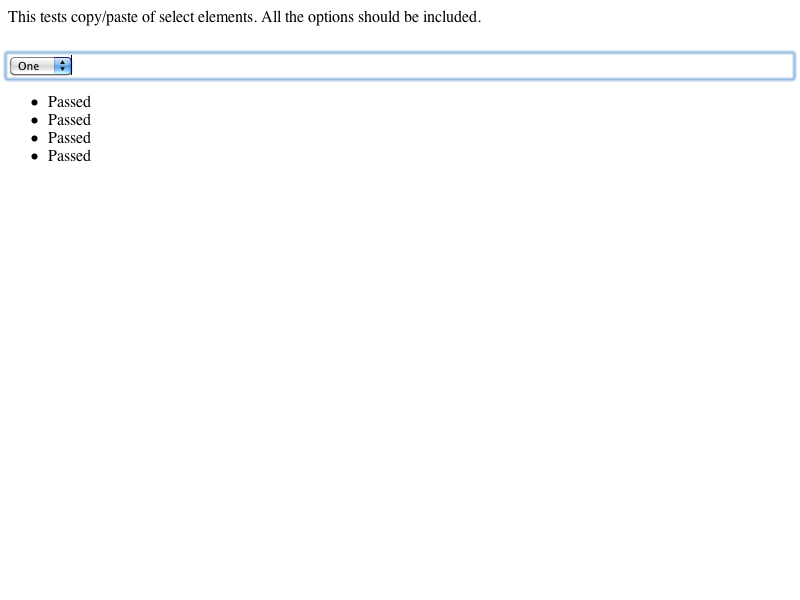 This tests copy/paste of select elements. All the options should be included.
One
Passed
Passed
Passed
Passed